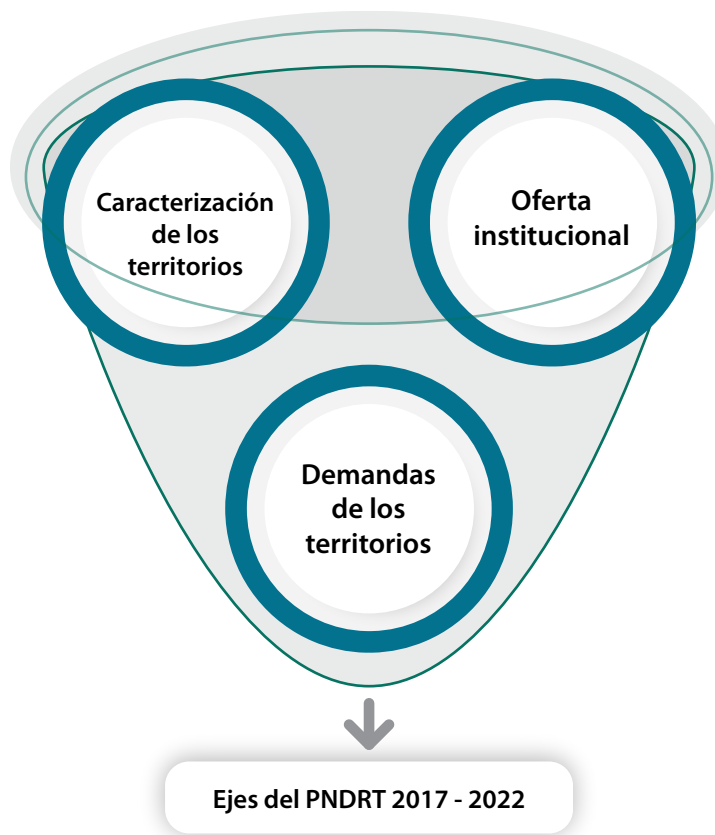 Caracterización
de los
territorios
Oferta
institucional
Demandas
de los
territorios
Ejes del PNDRT 2017 - 2022